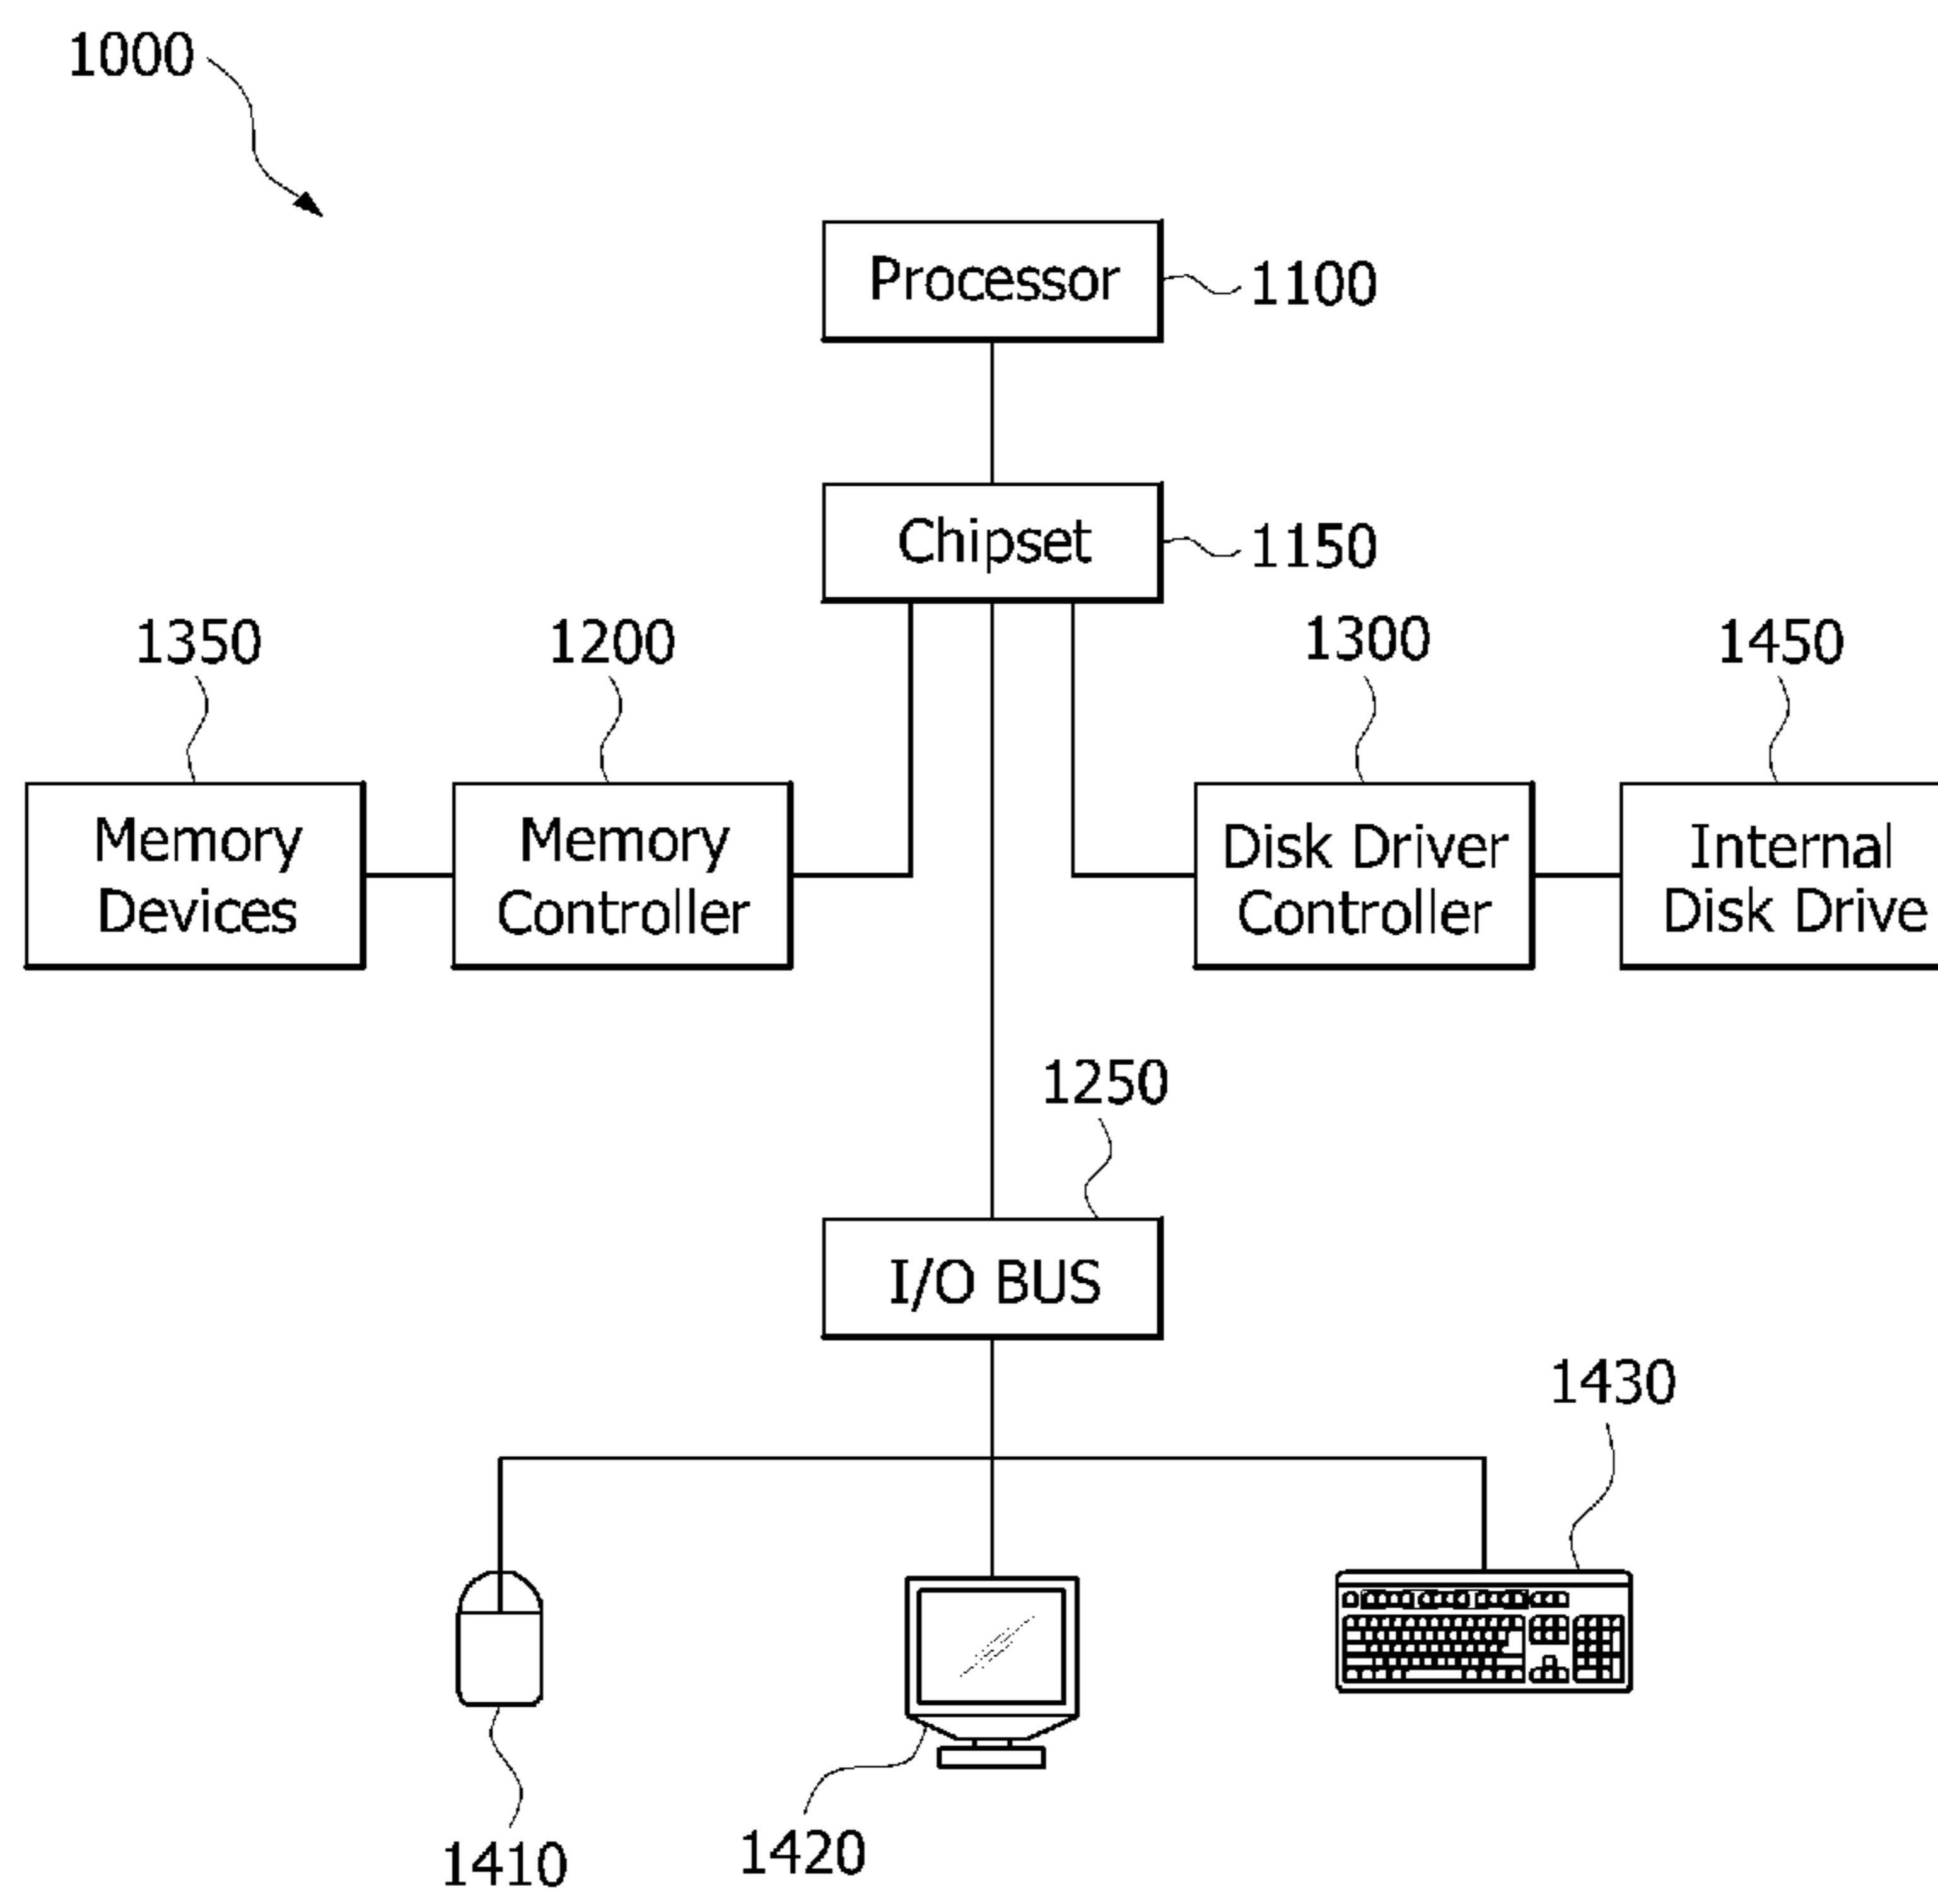 1000
Processor
1100
Chipset
1150
1350
1200
1300
1450
Memory
Devices
Memory
Controller
Disk Driver
Controller
Internal
Disk Drive
1250
I/O BUS
1430
1410
1420